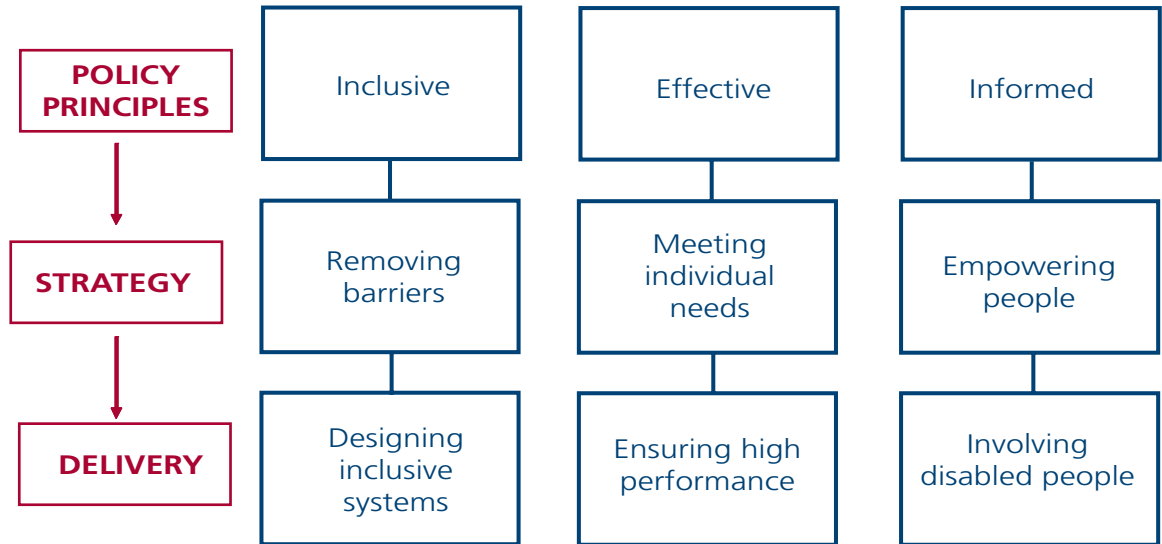 POLICY
PRINCIPLES
Inclusive
Effective
Informed
STRATEGY
Removing
barriers
Meeting
individual
needs
Empowering
people
DELIVERY
Designing
inclusive
systems
Ensuring high
performance
Involving
disabled people